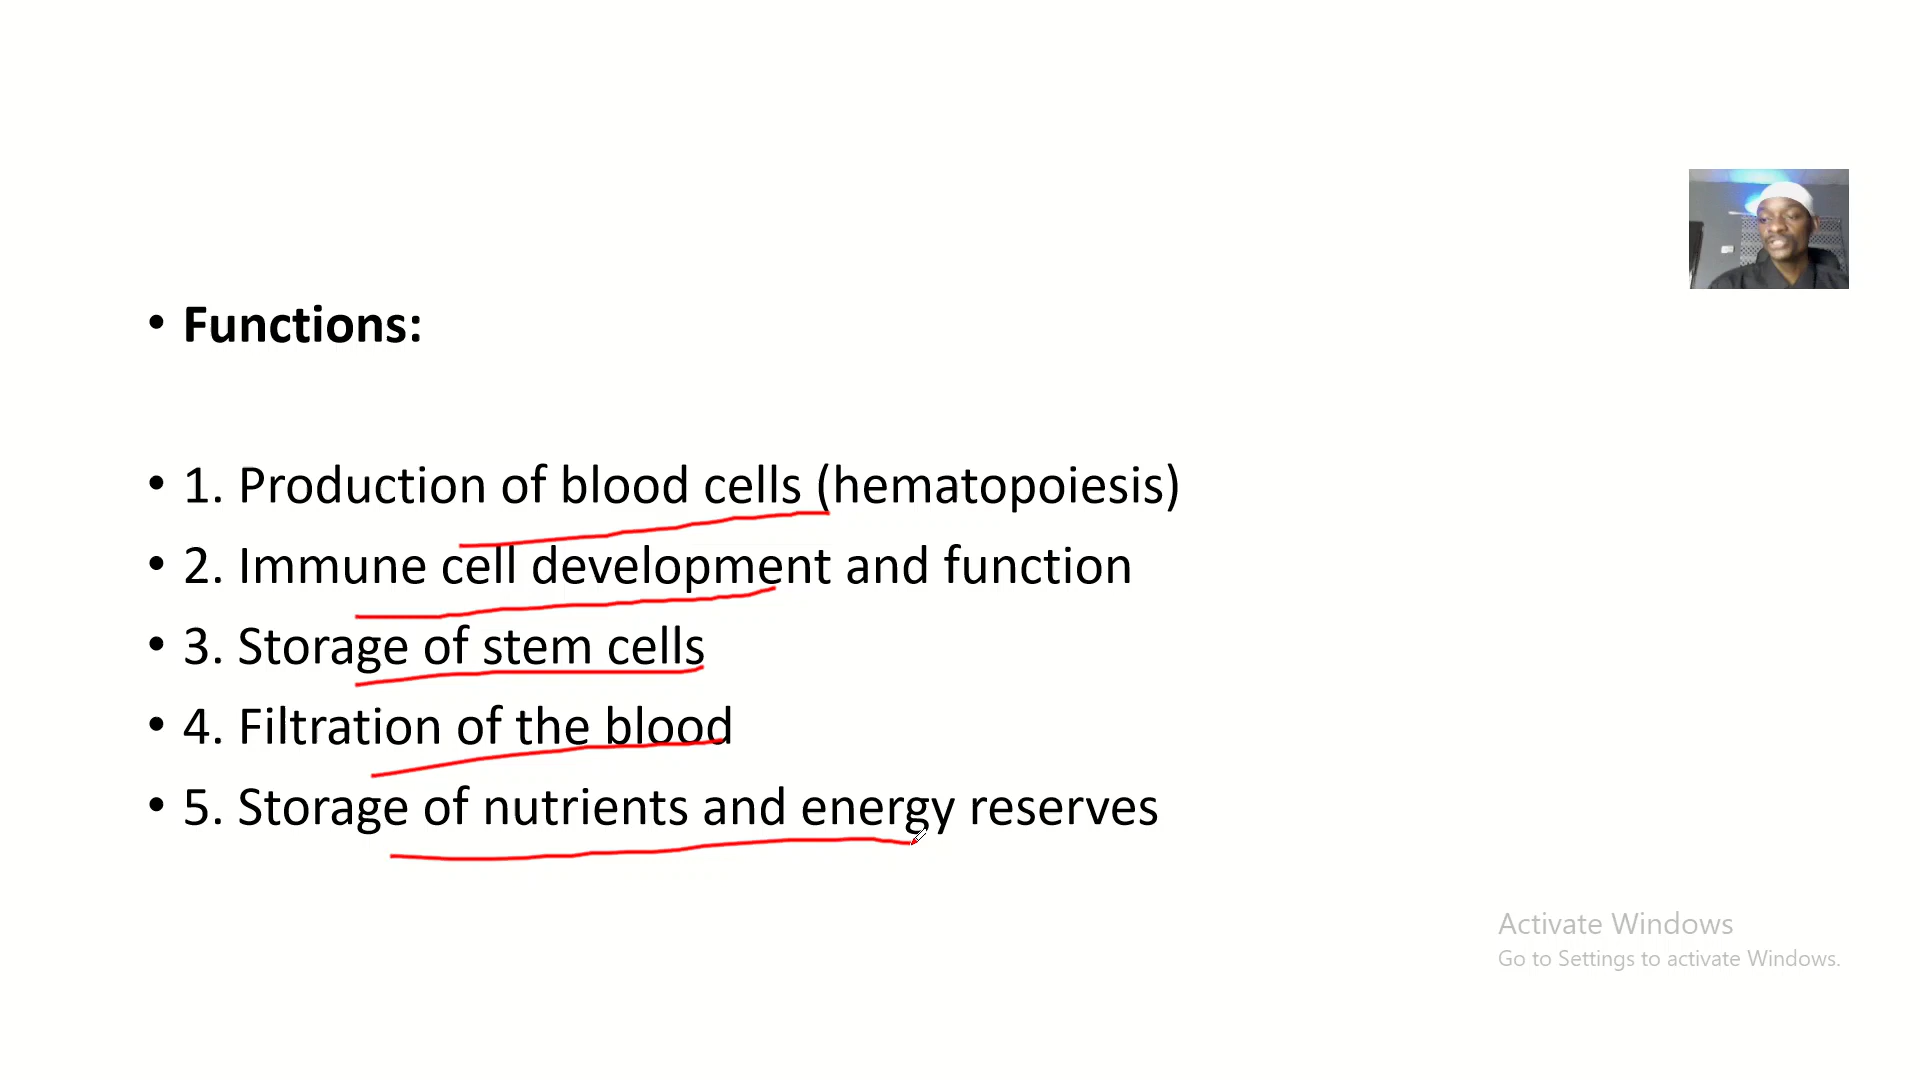 • Functions:
• 1. Production of blood cells (hematopoiesis)
• 2. Immune cell development and function
• 3. Storage of stem cells
• 4. Filtration of the blood
• 5. Storage of nutrients and energy reserves
Activate Windows
Go to Settings to activate Windows.